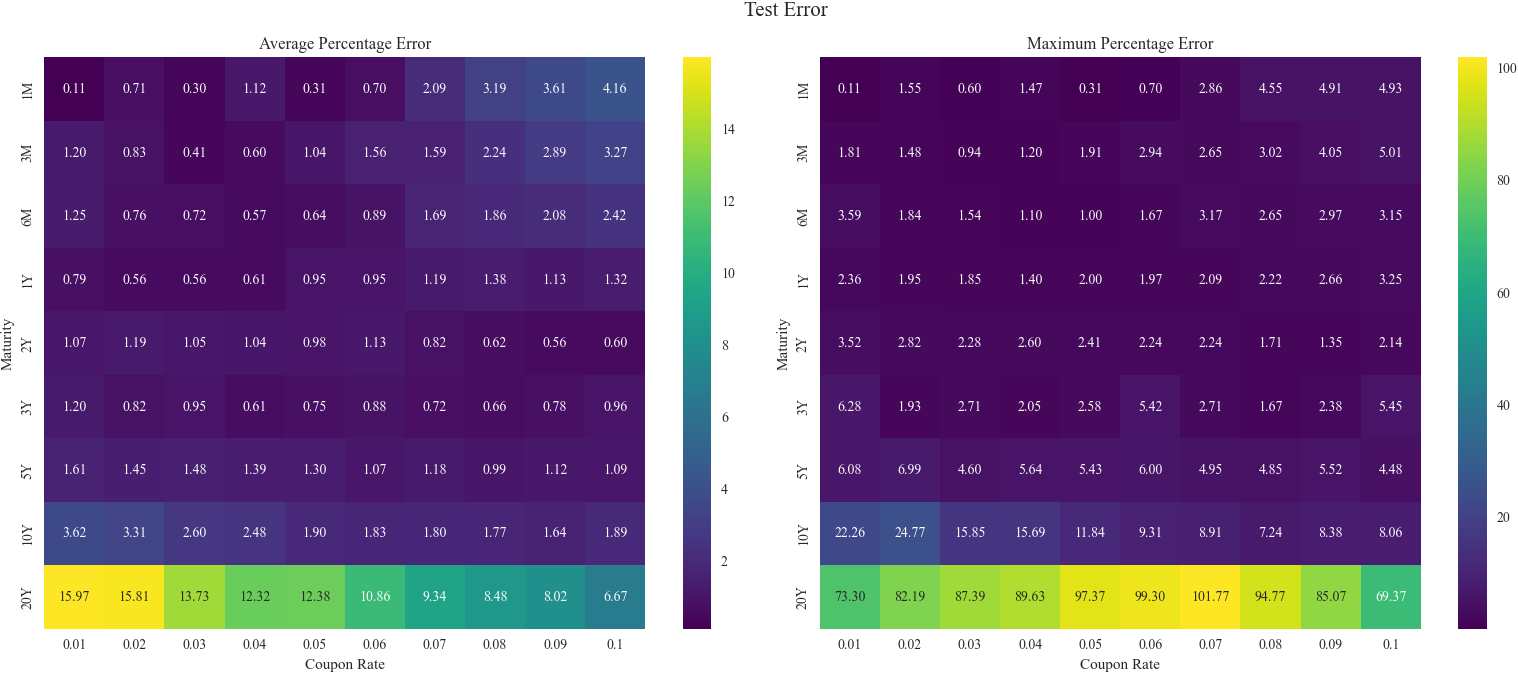 Test Error
Average Percentage Error
1M 0.11 0.71 0.30 1.12 0.31 0.70 2.09 3.19 3.61 4.16
3M 1.20 0.83 0.41 0.60 1.04 1.56 1.59 2.24 2.89 3.27
6M 1.25 0.76 0.72 0.57 0.64 0.89 1.69 1.86 2.08 2.42
1Y 0.79 0.56 0.56 0.61 0.95 0.95 1.19 1.38 1.13 1.32
2Y 1.07 1.19 1.05 1.04 0.98 1.13 0.82 0.62 0.56 0.60
3Y 1.20 0.82 0.95 0.61 0.75 0.88 0.72 0.66 0.78 0.96
5Y 1.61 1.45 1.48 1.39 1.30 1.07 1.18 0.99 1.12 1.09
10Y 3.62 3.31 2.60 2.48 1.90 1.83 1.80 1.77 1.64 1.89
20Y 15.97 15.81 13.73 12.32 12.38 10.86 9.34 8.48 8.02 6.67
0.01 0.02 0.03 0.04 0.05 0.06 0.07 0.08 0.09 0.1
Coupon Rate
Maturity
14
12
10
8
6
4
2
Maximum Percentage Error
1M 0.11 1.55 0.60 1.47 0.31 0.70 2.86 4.55 4.91 4.93
3M 1.81 1.48 0.94 1.20 1.91 2.94 2.65 3.02 4.05 5.01
6M 3.59 1.84 1.54 1.10 1.00 1.67 3.17 2.65 2.97 3.15
1Y 2.36 1.95 1.85 1.40 2.00 1.97 2.09 2.22 2.66 3.25
2Y 3.52 2.82 2.28 2.60 2.41 2.24 2.24 1.71 1.35 2.14
3Y 6.28 1.93 2.71 2.05 2.58 5.42 2.71 1.67 2.38 5.45
5Y 6.08 6.99 4.60 5.64 5.43 6.00 4.95 4.85 5.52 4.48
10Y 22.26 24.77 15.85 15.69 11.84 9.31 8.91 7.24 8.38 8.06
20Y 73.30 82.19 87.39 89.63 97.37 99.30 101.77 94.77 85.07 69.37
0.01 0.02 0.03 0.04 0.05 0.06 0.07 0.08 0.09 0.1
Coupon Rate
Maturity
100
80
60
40
20